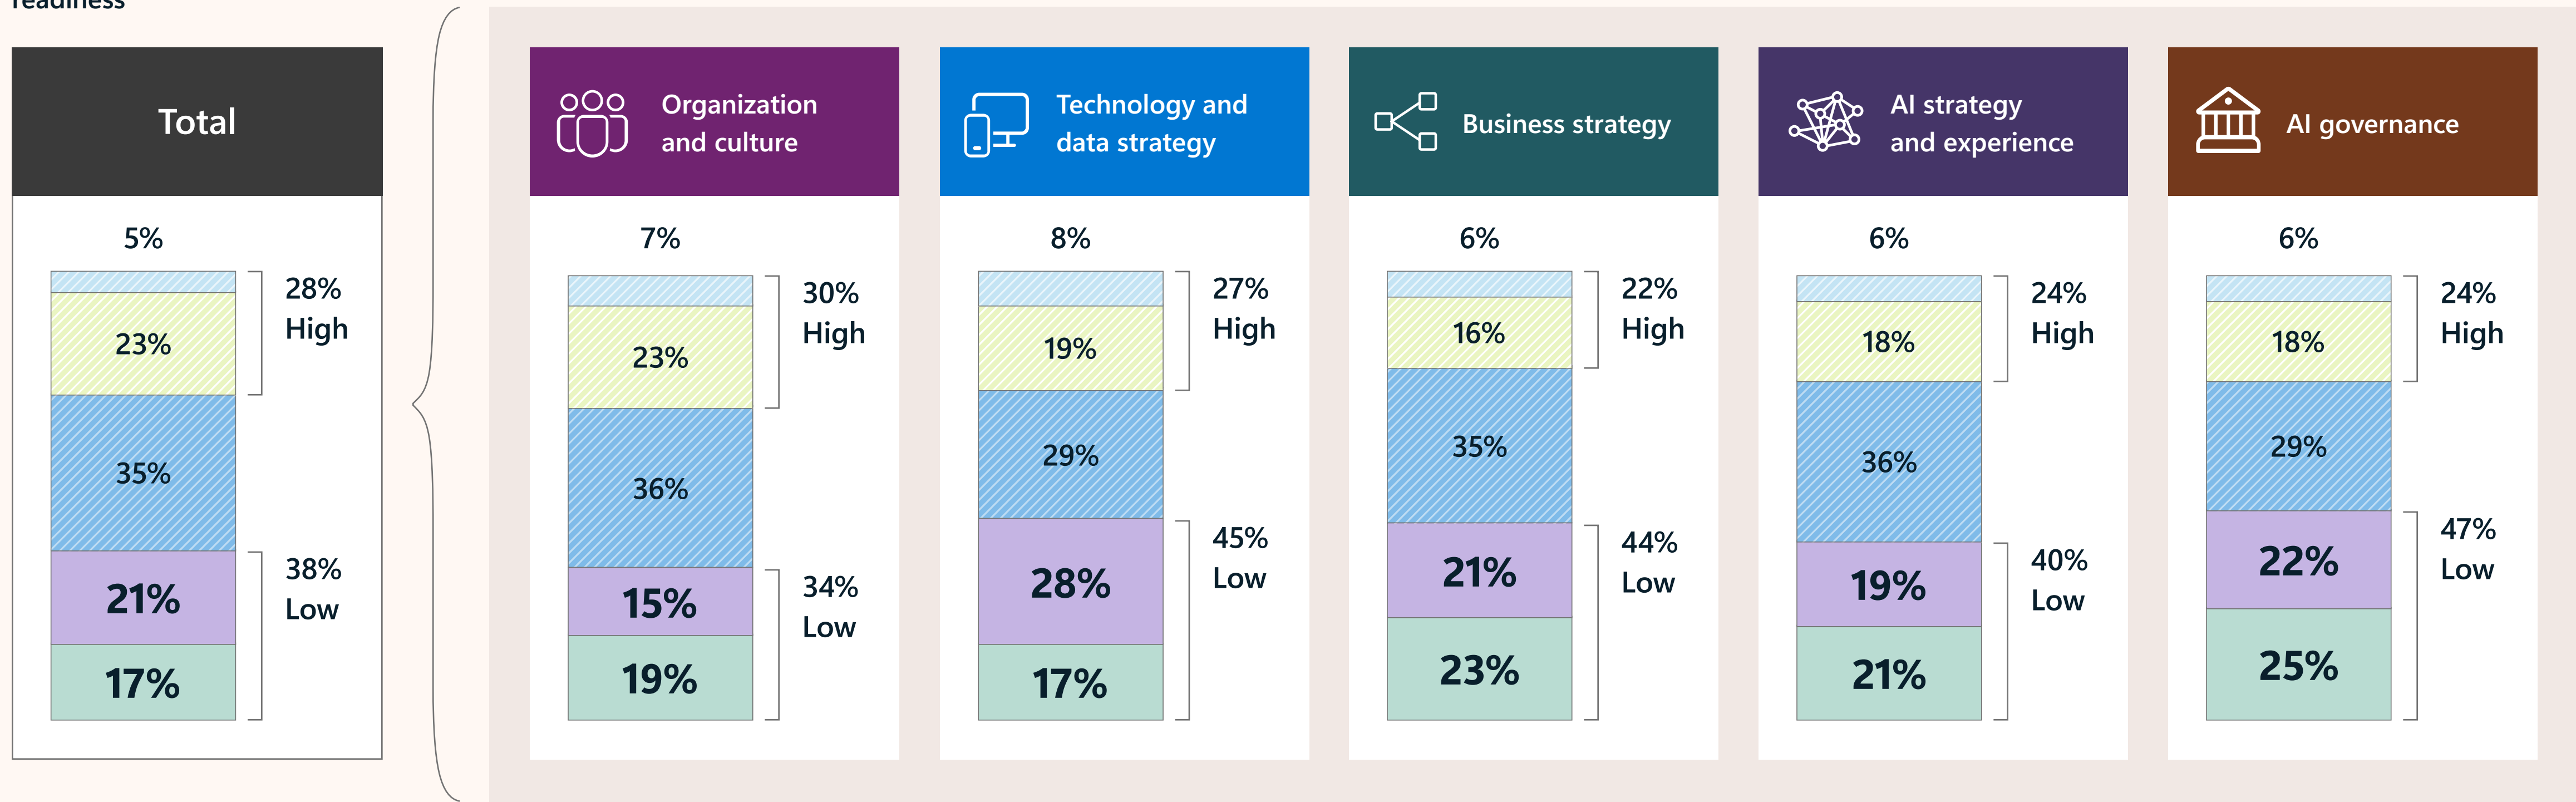 readiness
Total
5%
23%
35%
21%
17%
28%
High
38%
Low
Organization
and culture
7%
23%
36%
15%
19%
30%
High
34%
Low
Technology and
data strategy
8%
19%
29%
28%
17%
27%
High
45%
Low
Business strategy
6%
16%
35%
21%
23%
22%
High
44%
Low
AI strategy
and experience
6%
18%
36%
19%
21%
24%
High
40%
Low
AI governance
6%
18%
29%
22%
25%
24%
High
47%
Low